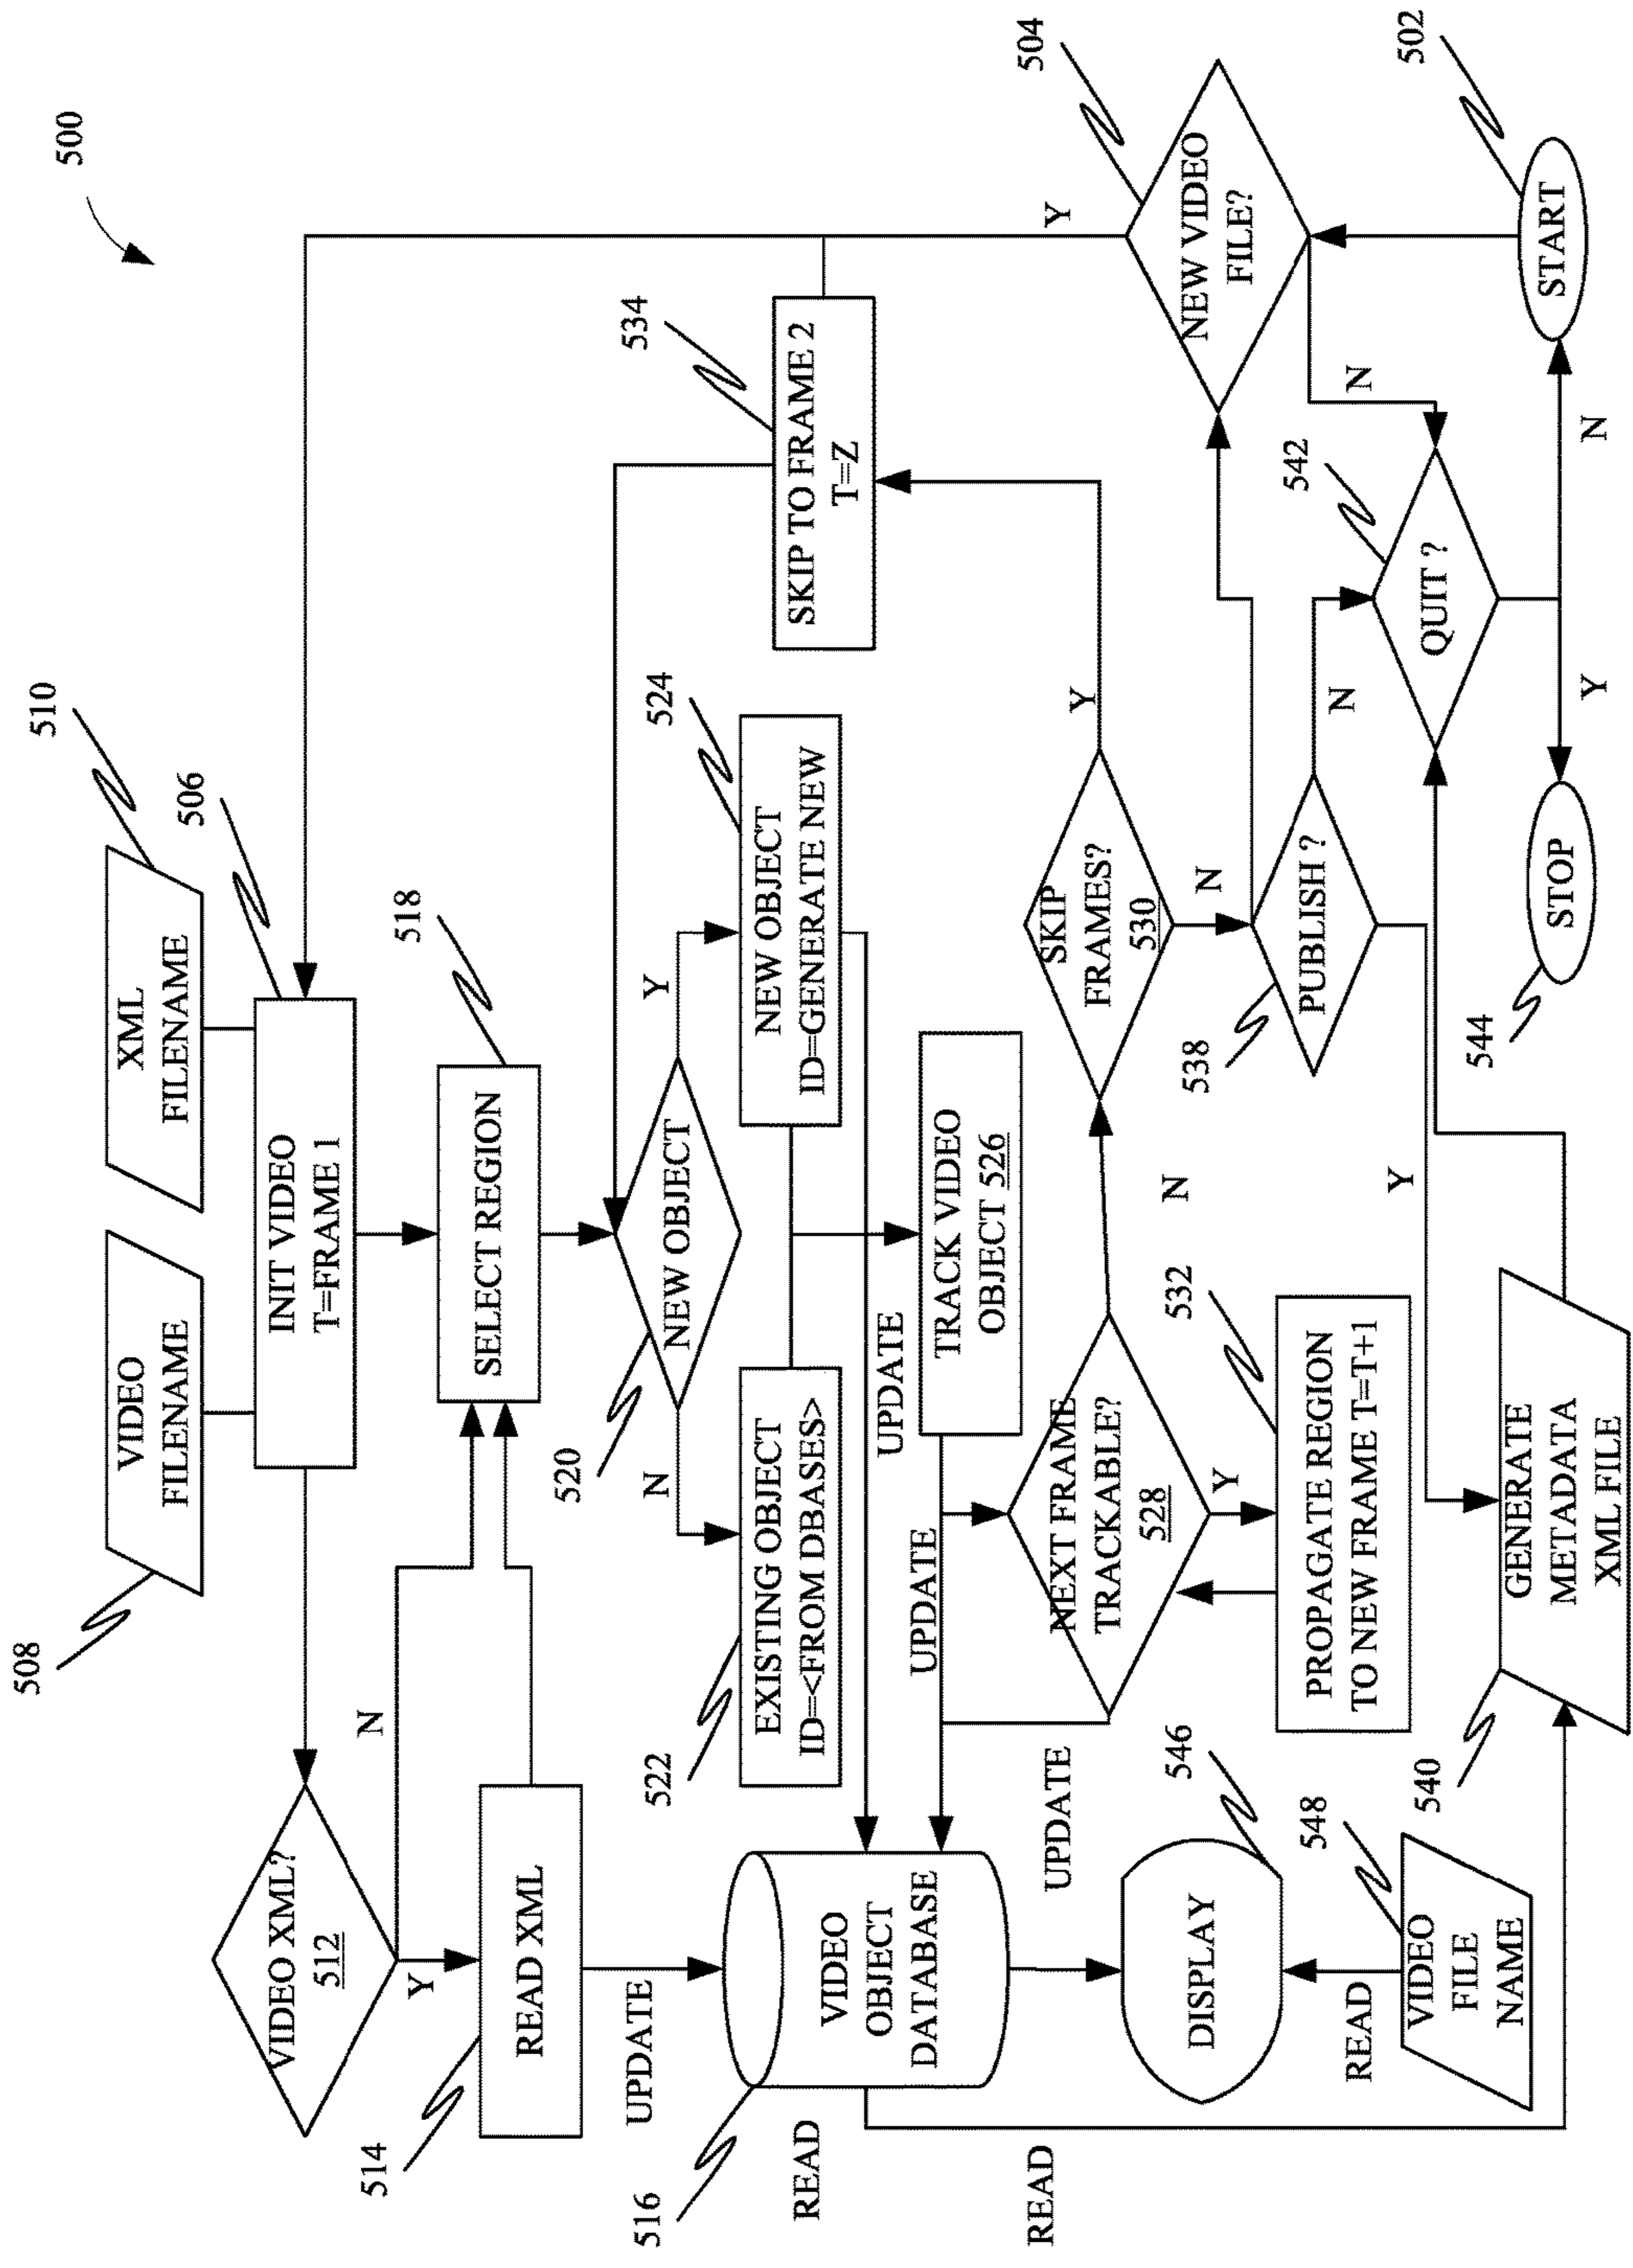 500
508
VIDEO
FILENAME
XML
FILENAME
510
506
INIT VIDEO
T=FRAME 1
VIDEO XML?
512
N
Y
514
READ XML
UPDATE
518
SELECT REGION
520
NEW OBJECT
N
Y
522
EXISTING OBJECT
ID=<FROM DBASES>
524
NEW OBJECT
ID=GENERATE NEW
534
SKIP TO FRAME 2
T=Z
516
VIDEO
OBJECT
DATABASE
READ
READ
UPDATE
UPDATE
UPDATE
TRACK VIDEO
OBJECT 526
NEXT FRAME
TRACKABLE?
528
Y
N
532
PROPAGATE REGION
TO NEW FRAME T=T+1
SKIP
FRAMES?
530
Y
N
538
PUBLISH ?
N
Y
504
NEW VIDEO
FILE?
Y
N
542
QUIT ?
N
Y
502
START
544
STOP
546
DISPLAY
READ
548
VIDEO
FILE
NAME
540
GENERATE
METADATA
XML FILE